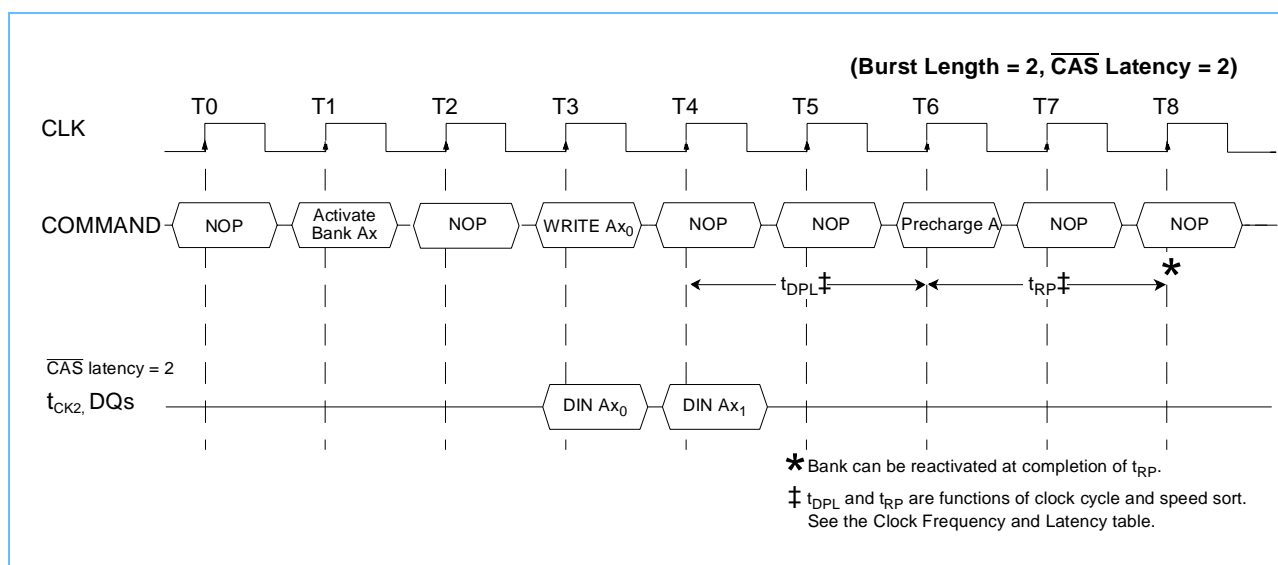 (Burst Length = 2, CAS Latency = 2)
T0 T1 T2 T3 T4 T5 T6 T7 T8
CLK
COMMAND NOP Activate Bank Ax NOP WRITE Ax0 NOP NOP Precharge A NOP NOP
*
tDPL‡ tRP‡
CAS latency = 2
tCK2, DQs DIN Ax0 DIN Ax1
* Bank can be reactivated at completion of tRP.
‡ tDPL and tRP are functions of clock cycle and speed sort.
See the Clock Frequency and Latency table.